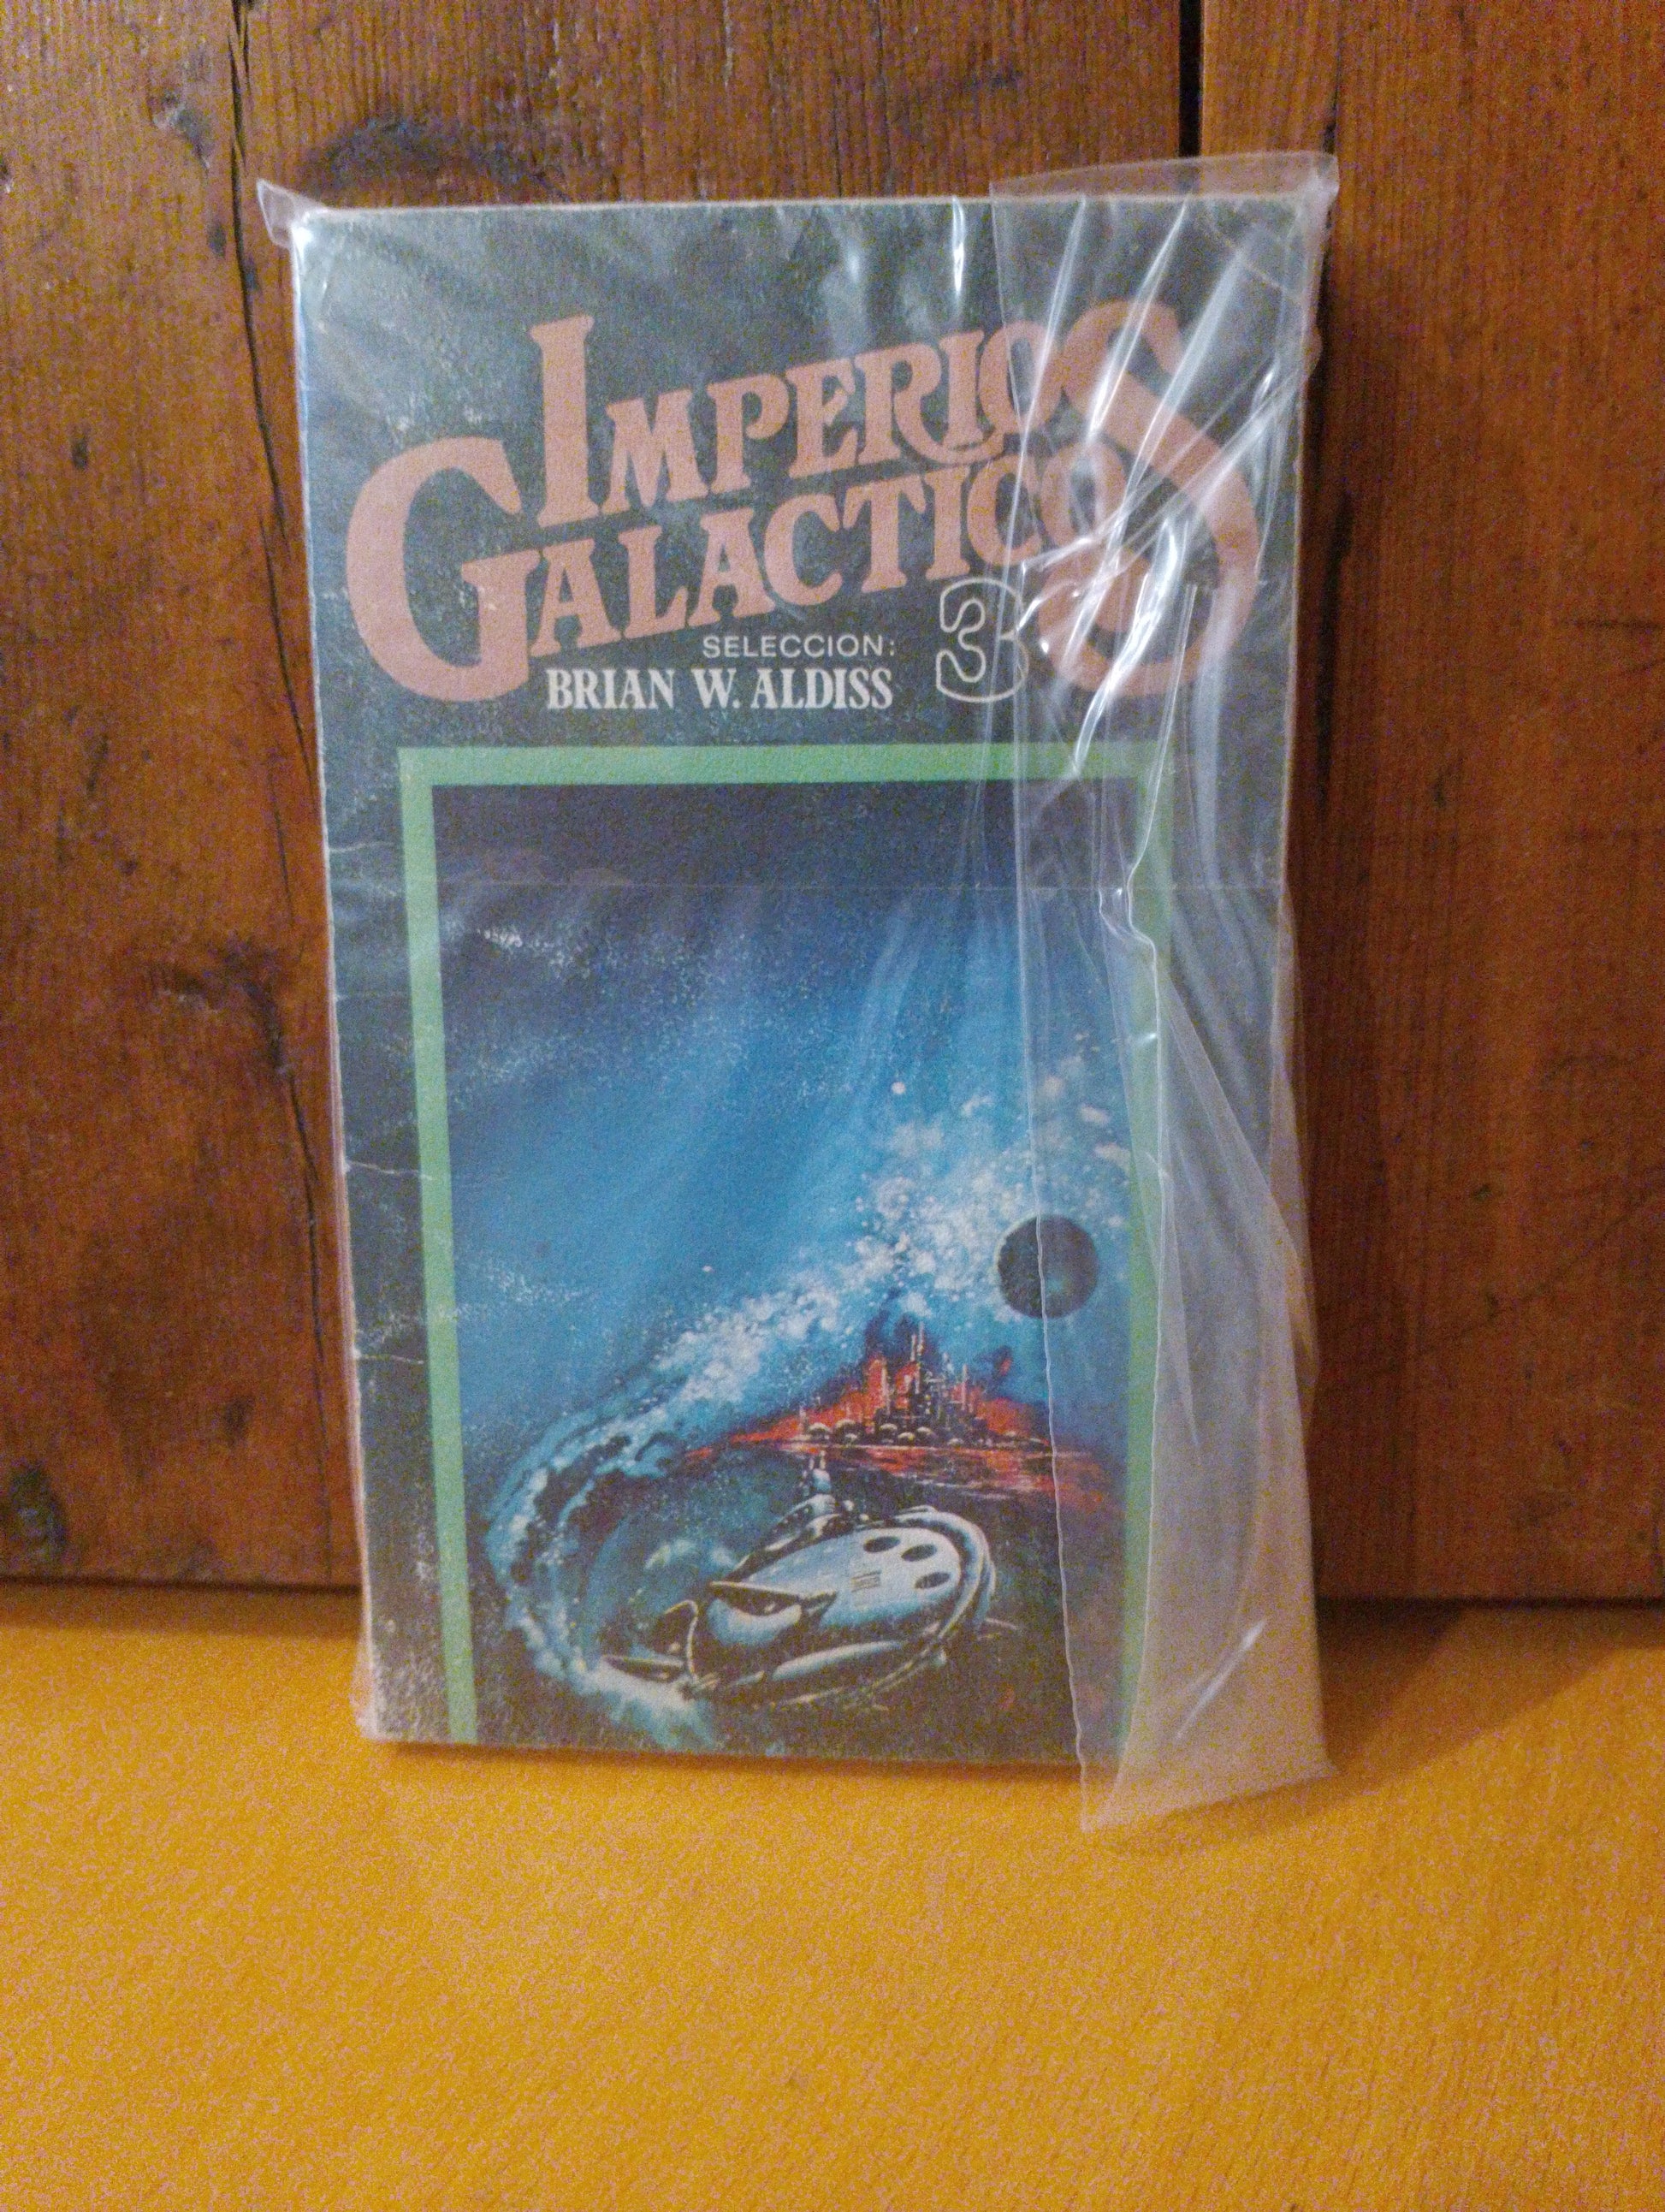 IMPERIOS
GALACTICOS
SELECCION:
BRIAN W. ALDISS
3